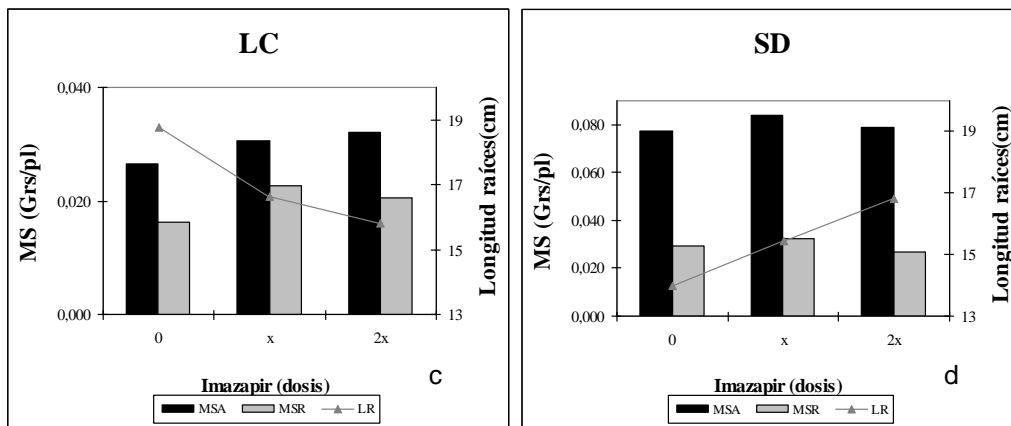 LC
0,040
0,020
0,000
MS (Grs/pl)
19
17
15
13
Longitud raíces(cm)
0 x 2x
Imazapir (dosis)
c
MSA MSR LR
SD
0,080
0,060
0,040
0,020
0,000
MS (Grs/pl)
19
17
15
13
Longitud raíces(cm)
0 x 2x
Imazapir (dosis)
d
MSA MSR LR